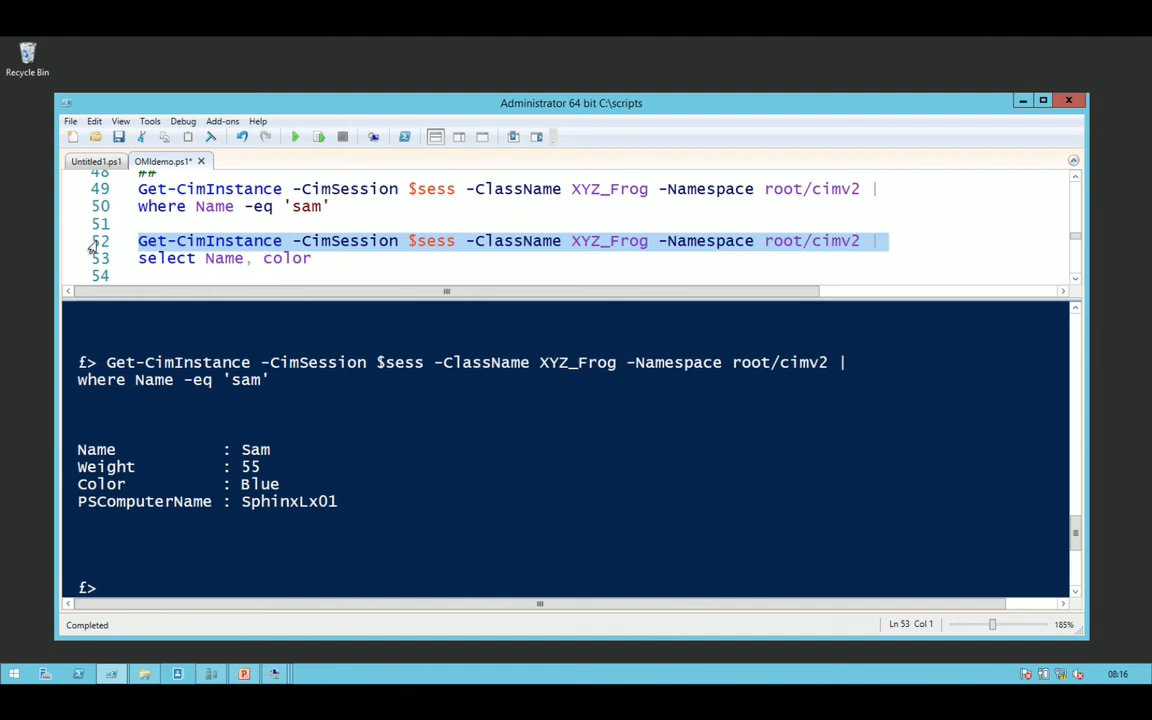 Recycle Bin
Administrator 64 bit C:\scripts
File Edit View Tools Debug Add-ons Help
Untitled1.ps1 OMIdemo.ps1*
48 ##
49 Get-CimInstance -CimSession $sess -ClassName XYZ_Frog -Namespace root/cimv2 |
50 where Name -eq 'sam'
51
52 Get-CimInstance -CimSession $sess -ClassName XYZ_Frog -Namespace root/cimv2 |
53 select Name, color
54
£> Get-CimInstance -CimSession $sess -ClassName XYZ_Frog -Namespace root/cimv2 |
where Name -eq 'sam'
Name : Sam
Weight : 55
Color : Blue
PSComputerName : SphinxLx01
£>
Completed Ln 53 Col 1 185%
08:16